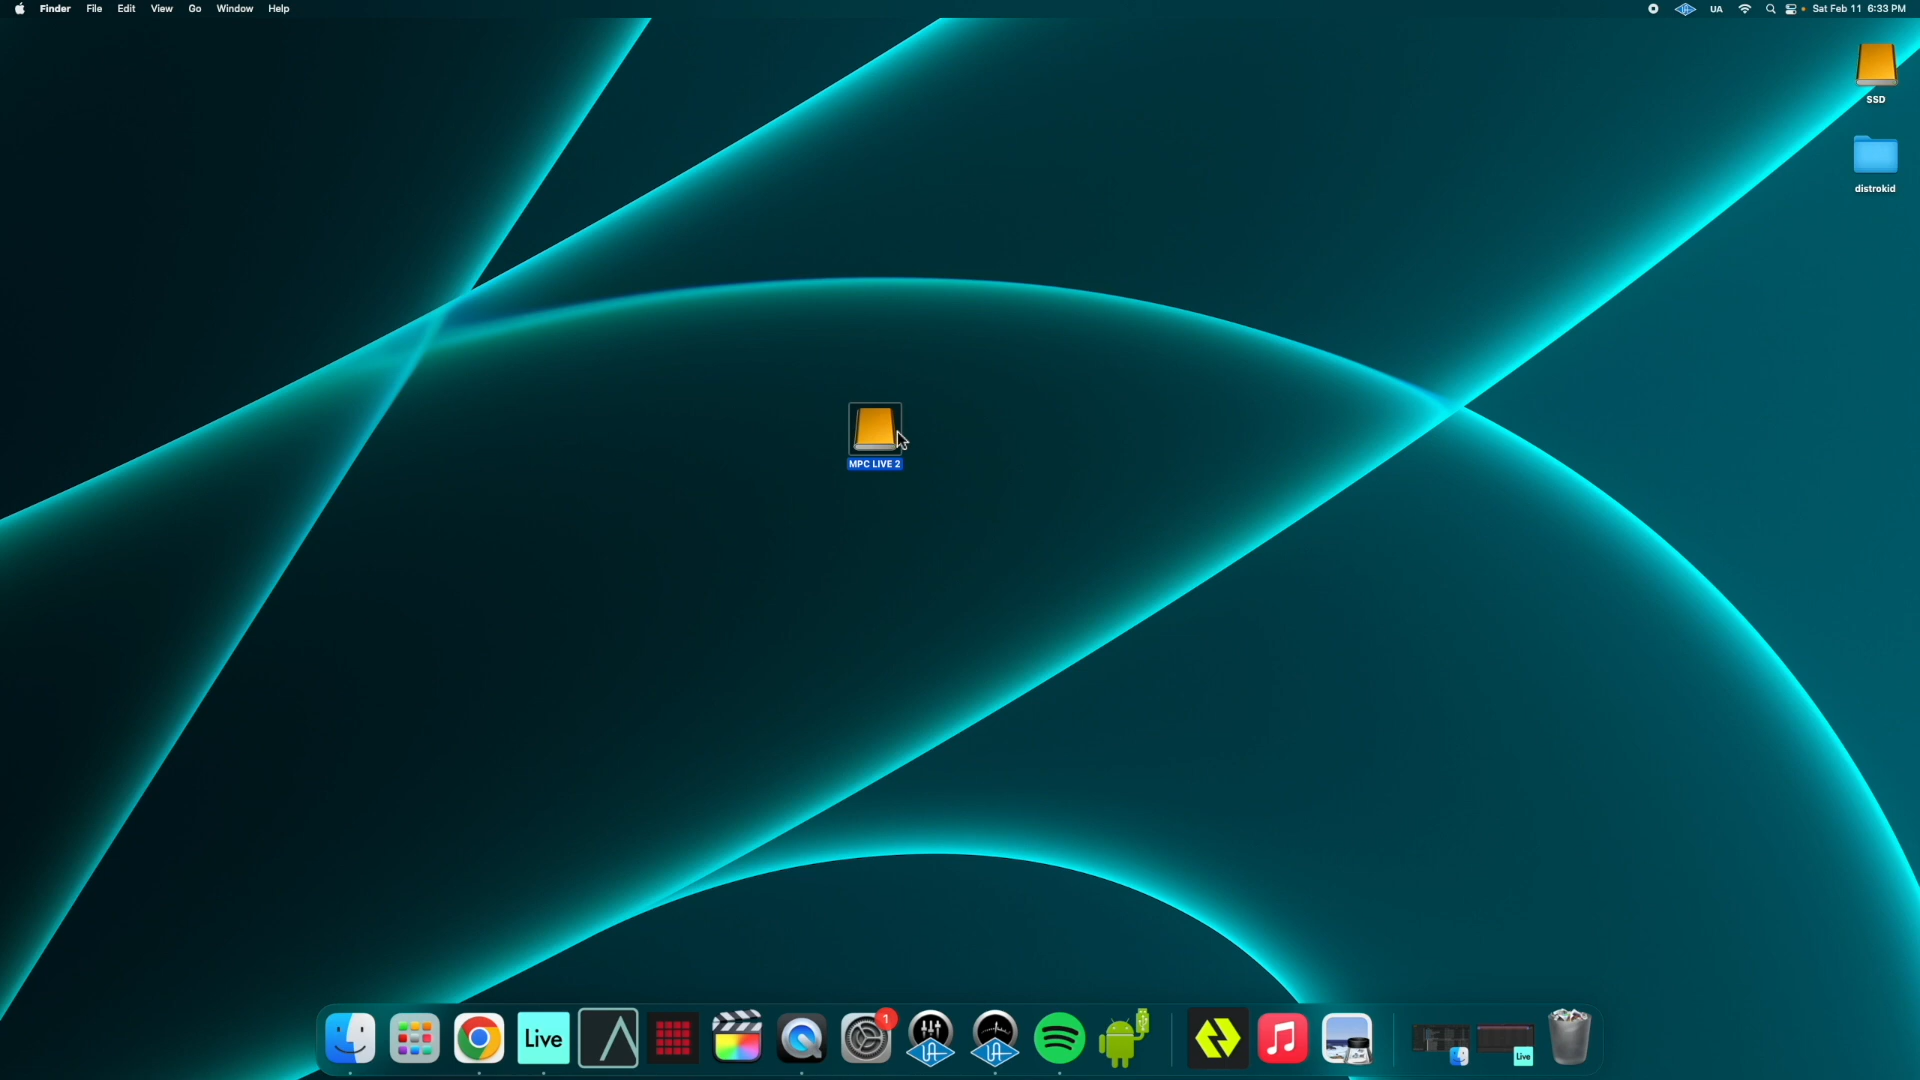 Finder File Edit View Go Window Help
UA Sat Feb 11 6:33 PM
SSD
distrokid
MPC LIVE 2
Live
1
Live